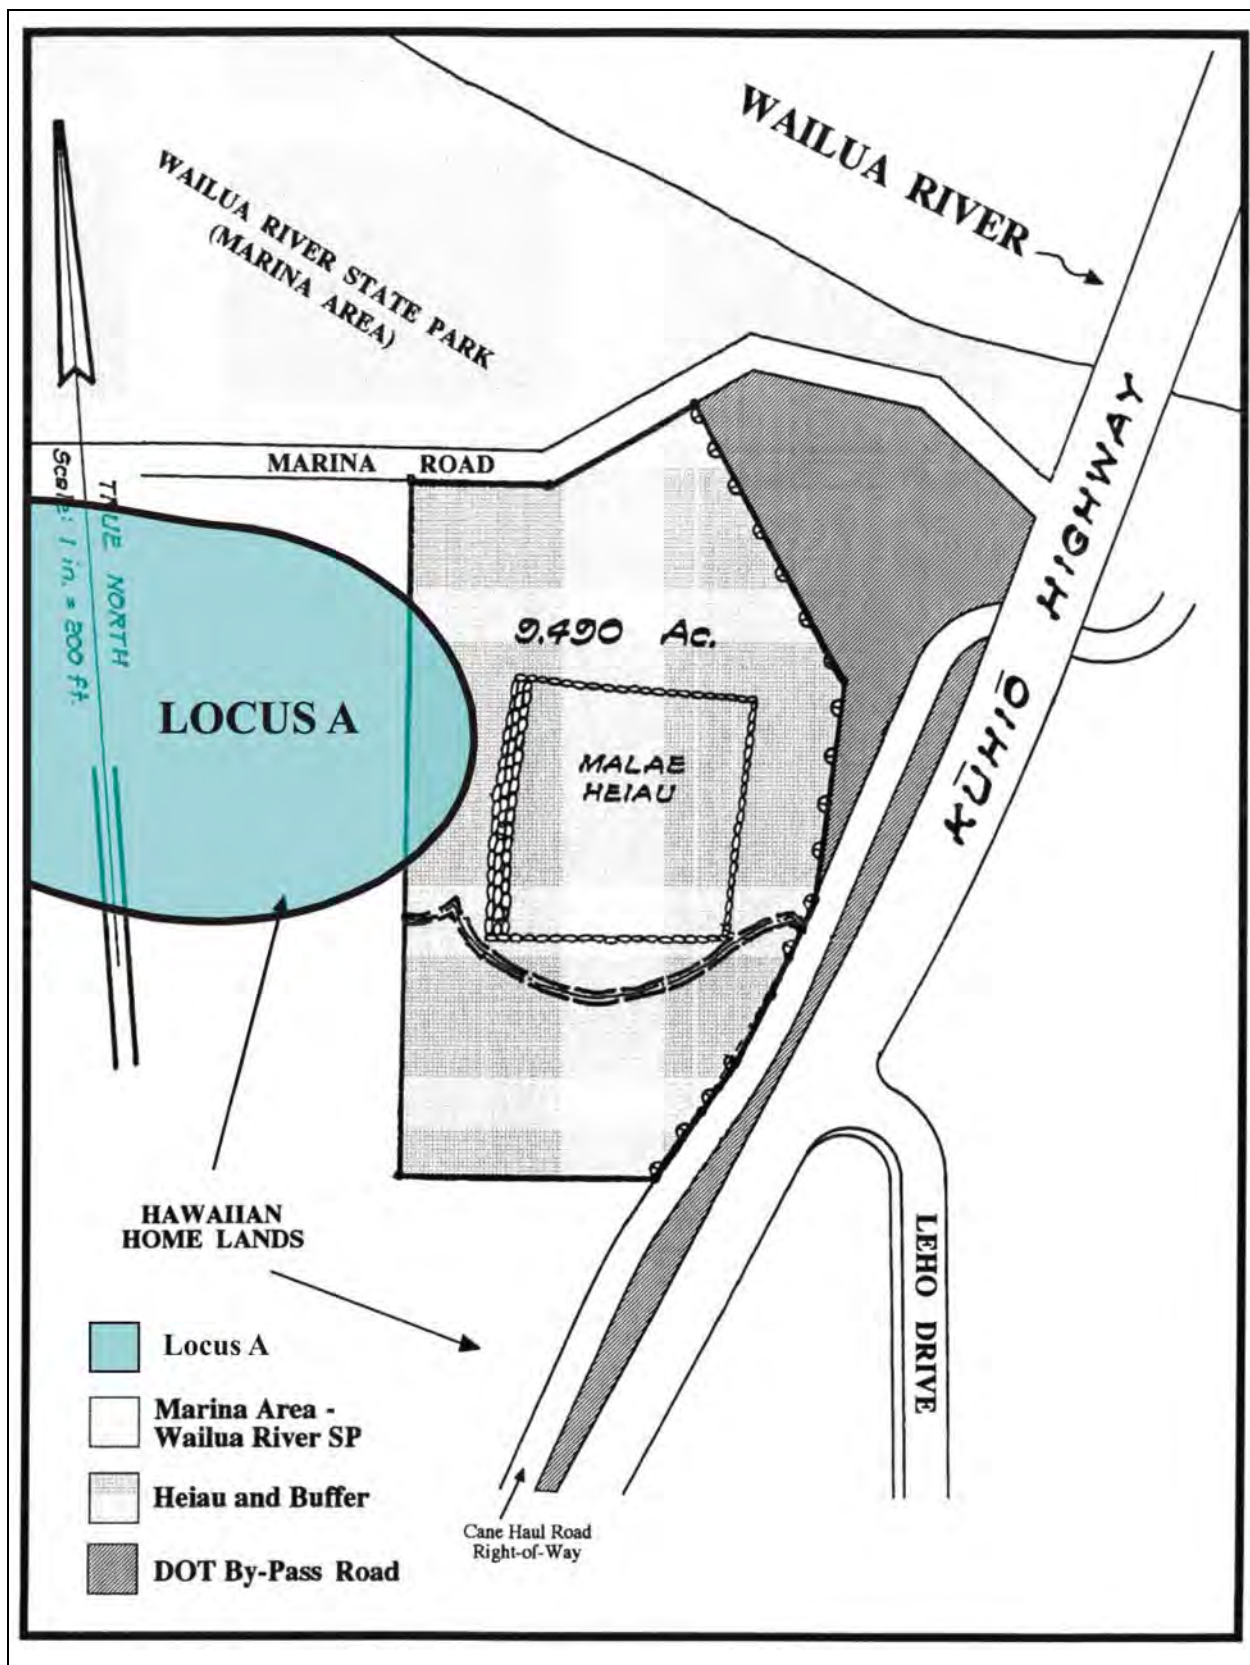 WAILUA RIVER
WAILUA RIVER STATE PARK
(MARINA AREA)
MARINA ROAD
TRUE NORTH
Scale: 1 in. = 200 ft.
KŪHIŌ HIGHWAY
9.490 Ac.
LOCUS A
MALAE
HEIAU
HAWAIIAN
HOME LANDS
LEHO DRIVE
Locus A
Marina Area -
Wailua River SP
Heiau and Buffer
DOT By-Pass Road
Cane Haul Road
Right-of-Way